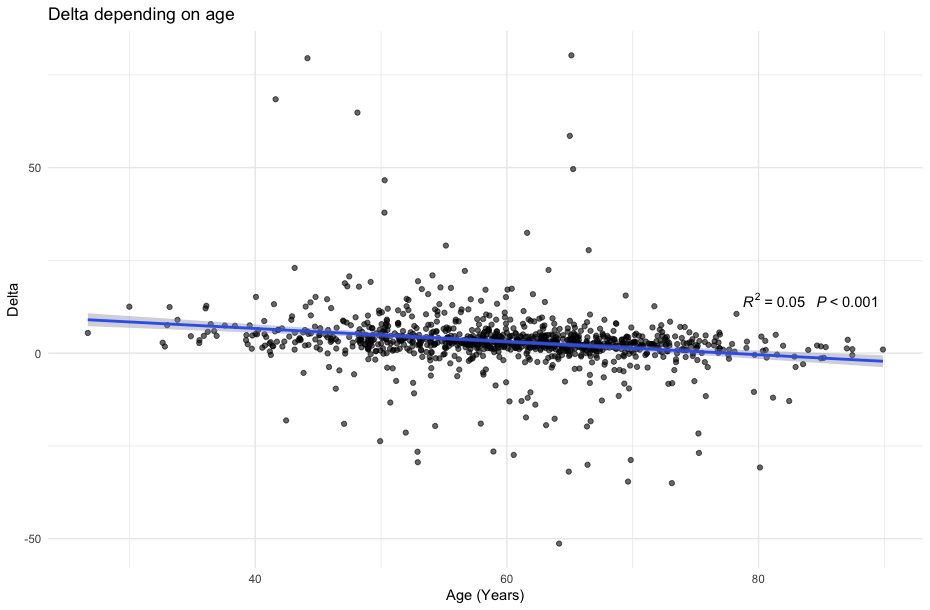 Delta depending on age
50
0
-50
Delta
R² = 0.05 P < 0.001
40 60 80
Age (Years)